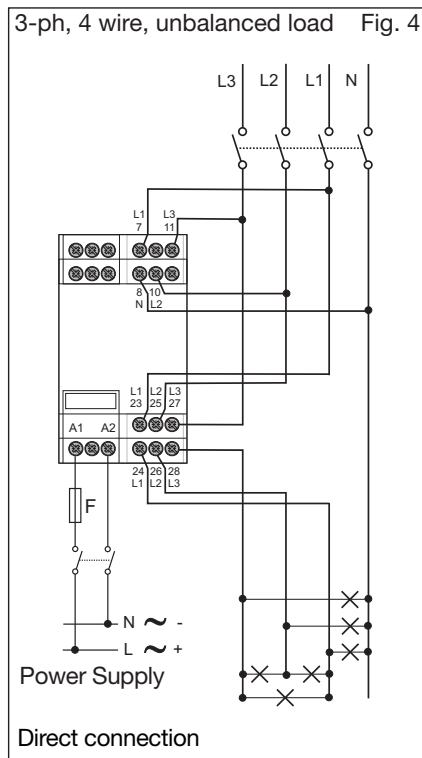 3-ph, 4 wire, unbalanced load Fig. 4
L3 L2 L1 N
L1 L3
7 11
8 10
N L2
L1 L2 L3
23 25 27
A1 A2
24 26 28
L1 L2 L3
F
N ~ -
L ~ +
Power Supply
Direct connection